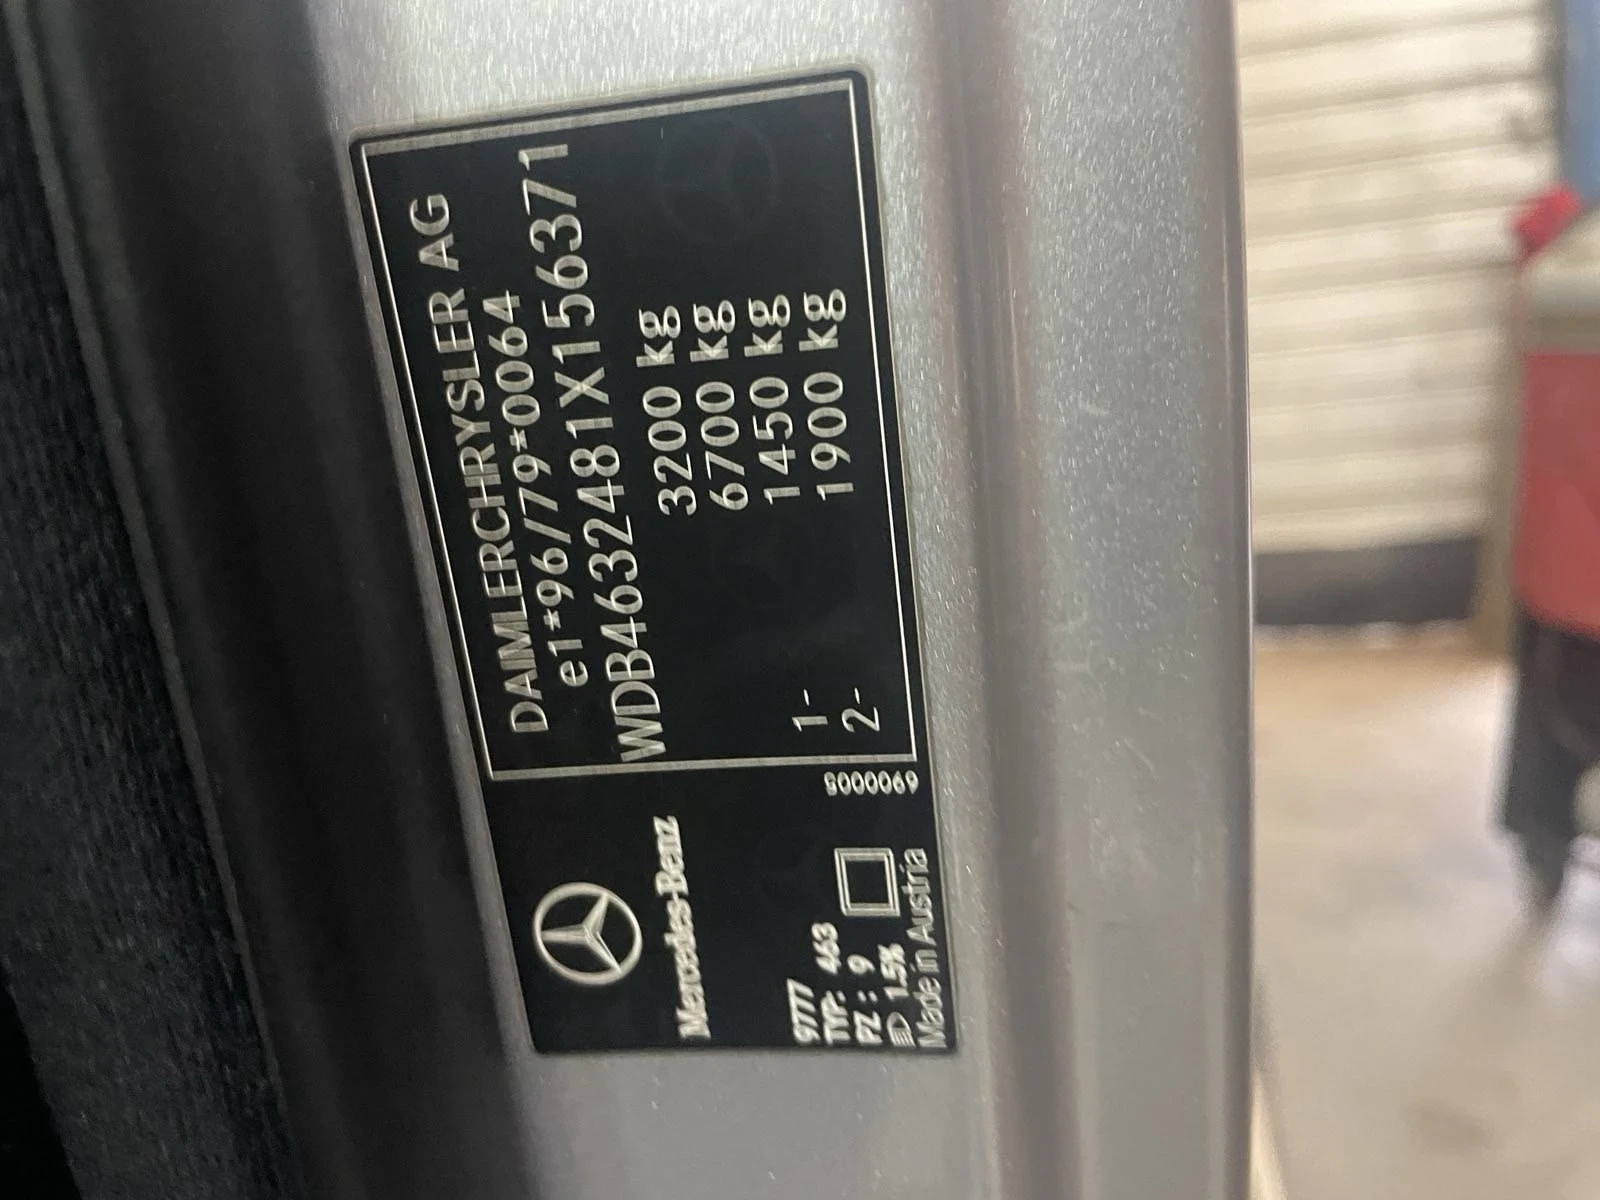 DAIMLERCHRYSLER AG
e1*96/79*0064
WDB4632481X156371
3200 kg
6700 kg
1- 1450 kg
2- 1900 kg
Mercedes-Benz
9777
TYP: 463
PZ : 9
1.5%
Made in Austria
6900005